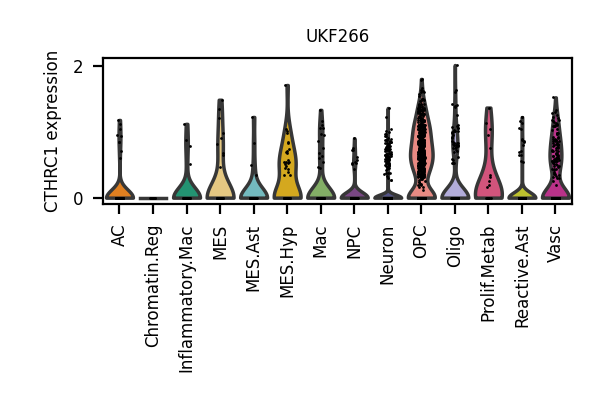 UKF266
CTHRC1 expression
2
0
AC
Chromatin.Reg
Inflammatory.Mac
MES
MES.Ast
MES.Hyp
Mac
NPC
Neuron
OPC
Oligo
Prolif.Metab
Reactive.Ast
Vasc